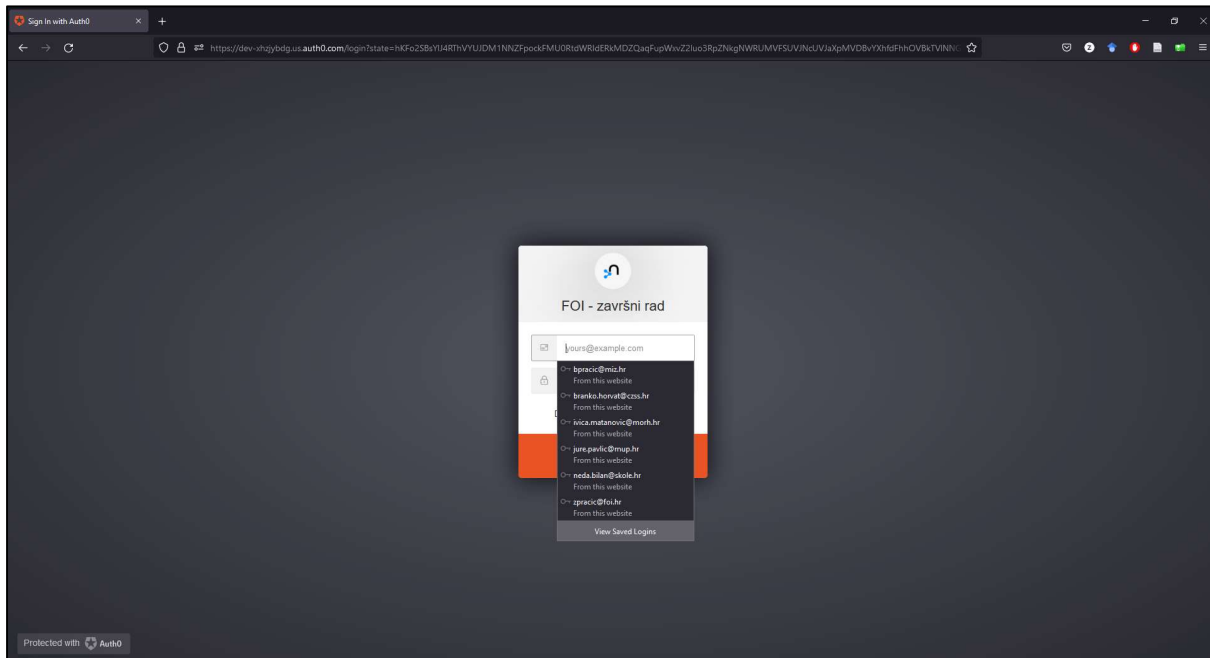 Sign In with Auth0
https://dev-xhzjybdg.us.auth0.com/login?state=
FOI - završni rad
yours@example.com
bpracic@miz.hr
From this website
branko.horvat@czss.hr
From this website
ivica.matanovic@morh.hr
From this website
jure.pavlic@mup.hr
From this website
neda.bilan@skole.hr
From this website
zpracic@foi.hr
From this website
View Saved Logins
Protected with Auth0